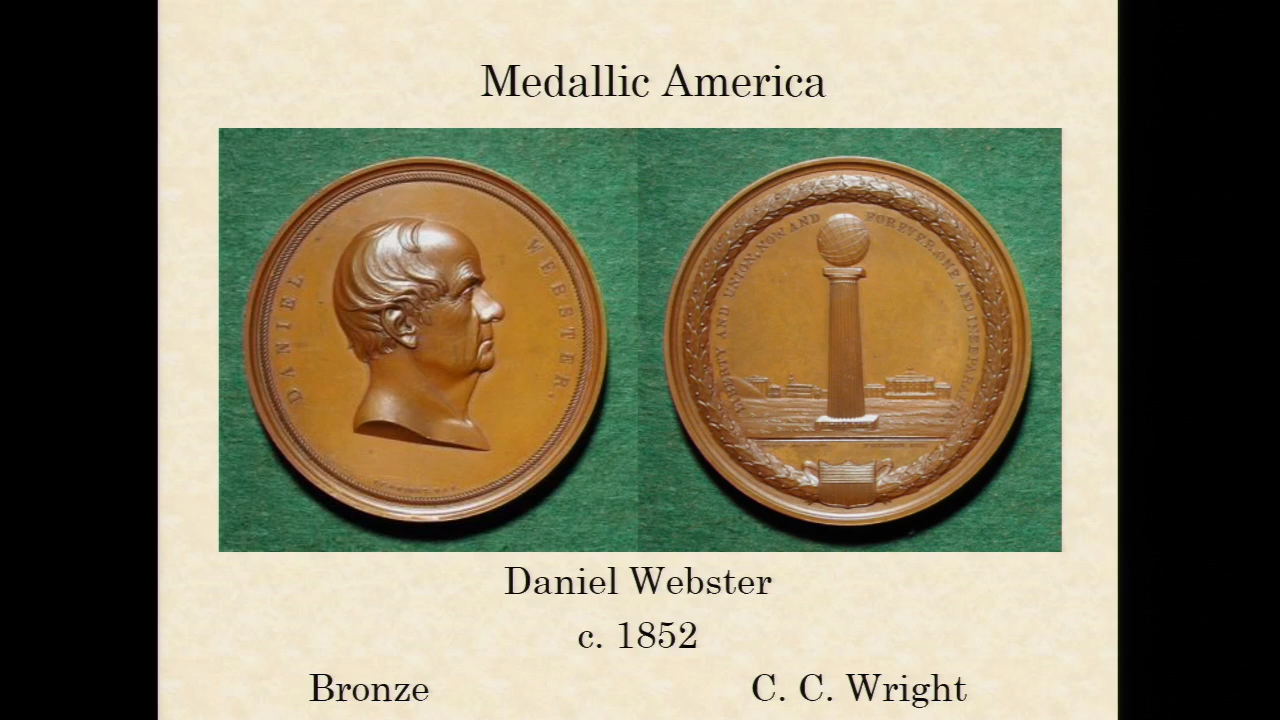 Medallic America
DANIEL
WEBSTER.
LIBERTY AND UNION, NOW AND
FOREVER, ONE AND INSEPARABLE
Daniel Webster
c. 1852
Bronze
C. C. Wright